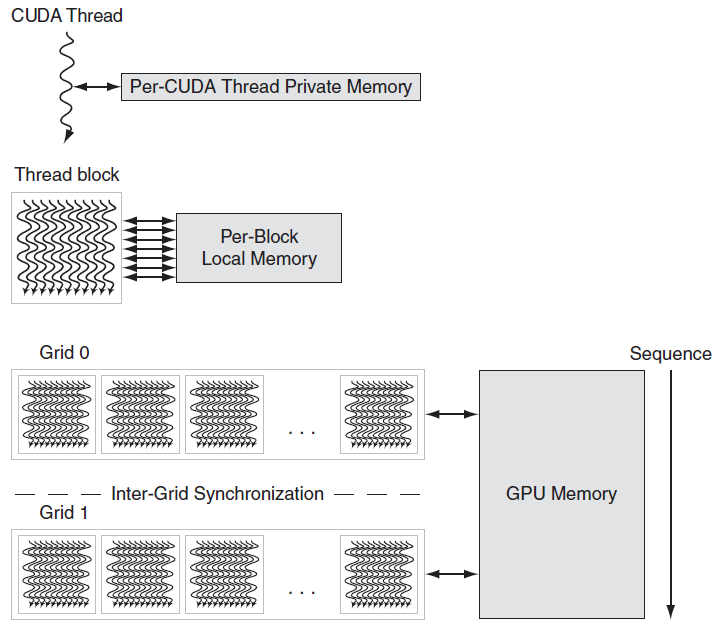 CUDA Thread
Per-CUDA Thread Private Memory
Thread block
Per-Block
Local Memory
Grid 0
Sequence
. . .
Inter-Grid Synchronization
GPU Memory
Grid 1
. . .